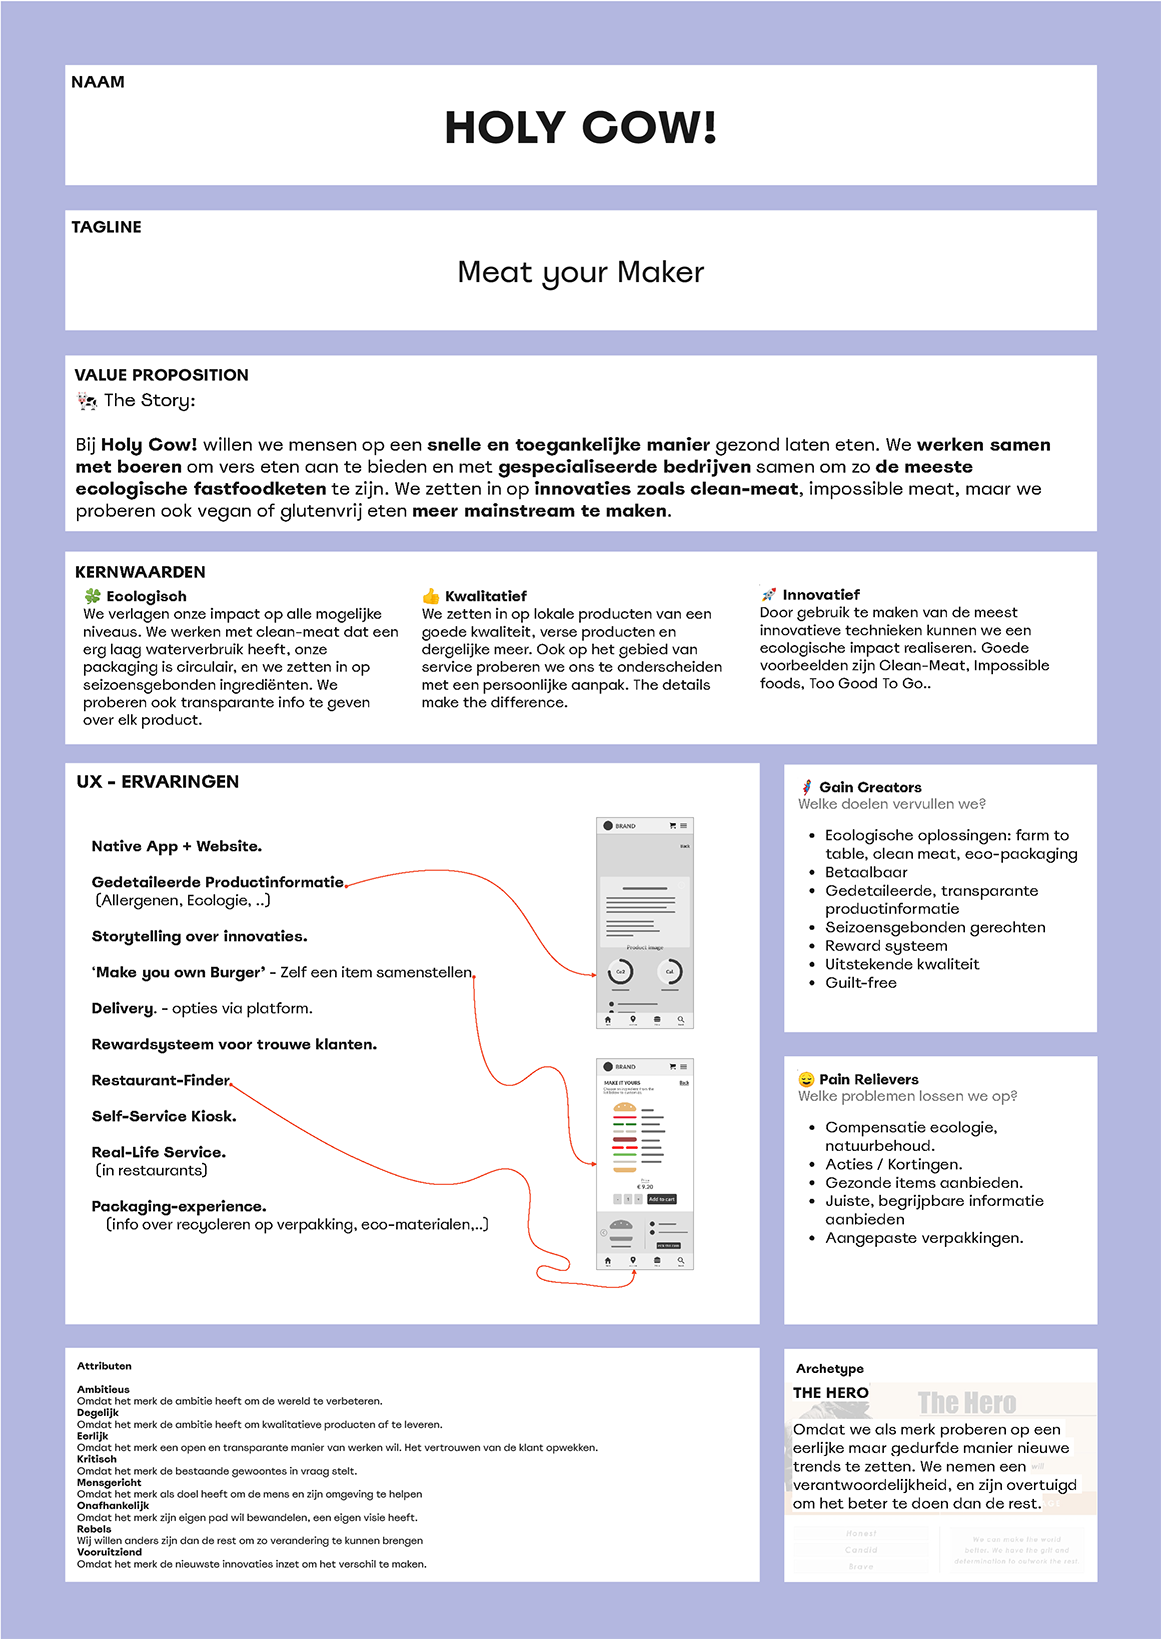 NAAM
HOLY COW!
TAGLINE
Meat your Maker
VALUE PROPOSITION
🐄 The Story:
Bij Holy Cow! willen we mensen op een snelle en toegankelijke manier gezond laten eten. We werken samen
met boeren om vers eten aan te bieden en met gespecialiseerde bedrijven samen om zo de meeste
ecologische fastfoodketen te zijn. We zetten in op innovaties zoals clean-meat, impossible meat, maar we
proberen ook vegan of glutenvrij eten meer mainstream te maken.
KERNWAARDEN
🍀 Ecologisch
We verlagen onze impact op alle mogelijke
niveaus. We werken met clean-meat dat een
erg laag waterverbruik heeft, onze
packaging is circulair, en we zetten in op
seizoensgebonden ingrediënten. We
proberen ook transparante info te geven
over elk product.
👍 Kwalitatief
We zetten in op lokale producten van een
goede kwaliteit, verse producten en
dergelijke meer. Ook op het gebied van
service proberen we ons te onderscheiden
met een persoonlijke aanpak. The details
make the difference.
🚀 Innovatief
Door gebruik te maken van de meest
innovatieve technieken kunnen we een
ecologische impact realiseren. Goede
voorbeelden zijn Clean-Meat, Impossible
foods, Too Good To Go..
UX - ERVARINGEN
Native App + Website.
Gedetaileerde Productinformatie.
(Allergenen, Ecologie, ..)
Storytelling over innovaties.
‘Make you own Burger’ - Zelf een item samenstellen.
Delivery. - opties via platform.
Rewardsysteem voor trouwe klanten.
Restaurant-Finder.
Self-Service Kiosk.
Real-Life Service.
(in restaurants)
Packaging-experience.
(info over recycleren op verpakking, eco-materialen,..)
BRAND
Back
Product image
Co2
Cal
BRAND
MAKE IT YOURS
Back
€ 9,20
Add to cart
Gain Creators
Welke doelen vervullen we?
• Ecologische oplossingen: farm to
table, clean meat, eco-packaging
• Betaalbaar
• Gedetaileerde, transparante
productinformatie
• Seizoensgebonden gerechten
• Reward systeem
• Uitstekende kwaliteit
• Guilt-free
😌 Pain Relievers
Welke problemen lossen we op?
• Compensatie ecologie,
natuurbehoud.
• Acties / Kortingen.
• Gezonde items aanbieden.
• Juiste, begrijpbare informatie
aanbieden
• Aangepaste verpakkingen.
Attributen
Ambitieus
Omdat het merk de ambitie heeft om de wereld te verbeteren.
Degelijk
Omdat het merk de ambitie heeft om kwalitatieve producten af te leveren.
Eerlijk
Omdat het merk een open en transparante manier van werken wil. Het vertrouwen van de klant opwekken.
Kritisch
Omdat het merk de bestaande gewoontes in vraag stelt.
Mensgericht
Omdat het merk als doel heeft om de mens en zijn omgeving te helpen
Onafhankelijk
Omdat het merk zijn eigen pad wil bewandelen, een eigen visie heeft.
Rebels
Wij willen anders zijn dan de rest om zo verandering te kunnen brengen
Vooruitziend
Omdat het merk de nieuwste innovaties inzet om het verschil te maken.
Archetype
THE HERO
The Hero
Omdat we als merk proberen op een
eerlijke maar gedurfde manier nieuwe
trends te zetten. We nemen een
verantwoordelijkheid, en zijn overtuigd
om het beter te doen dan de rest.
will
Honest
Candid
Brave
We can make the world
better. We have the grit and
determination to outwork the rest.